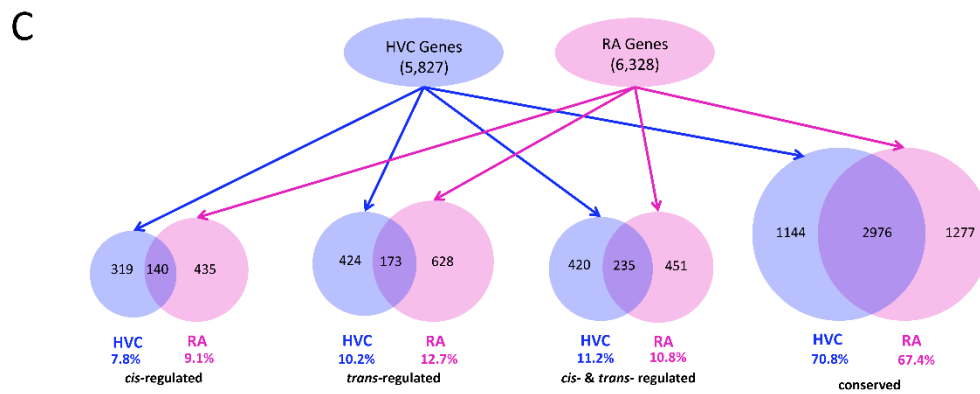 C
HVC Genes
(5,827)
RA Genes
(6,328)
319 140 435
424 173 628
420 235 451
1144 2976 1277
HVC RA
7.8% 9.1%
cis-regulated
HVC RA
10.2% 12.7%
trans-regulated
HVC RA
11.2% 10.8%
cis- & trans- regulated
HVC RA
70.8% 67.4%
conserved